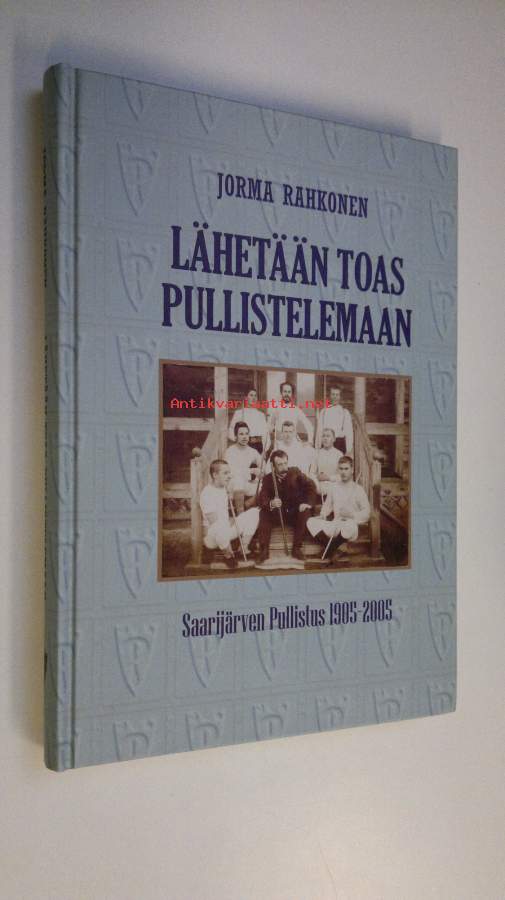 JORMA RAHKONEN
LÄHETÄÄN TOAS
PULLISTELEMAAN
Antikvariaatti.net
Saarijärven Pullistus 1905-2005